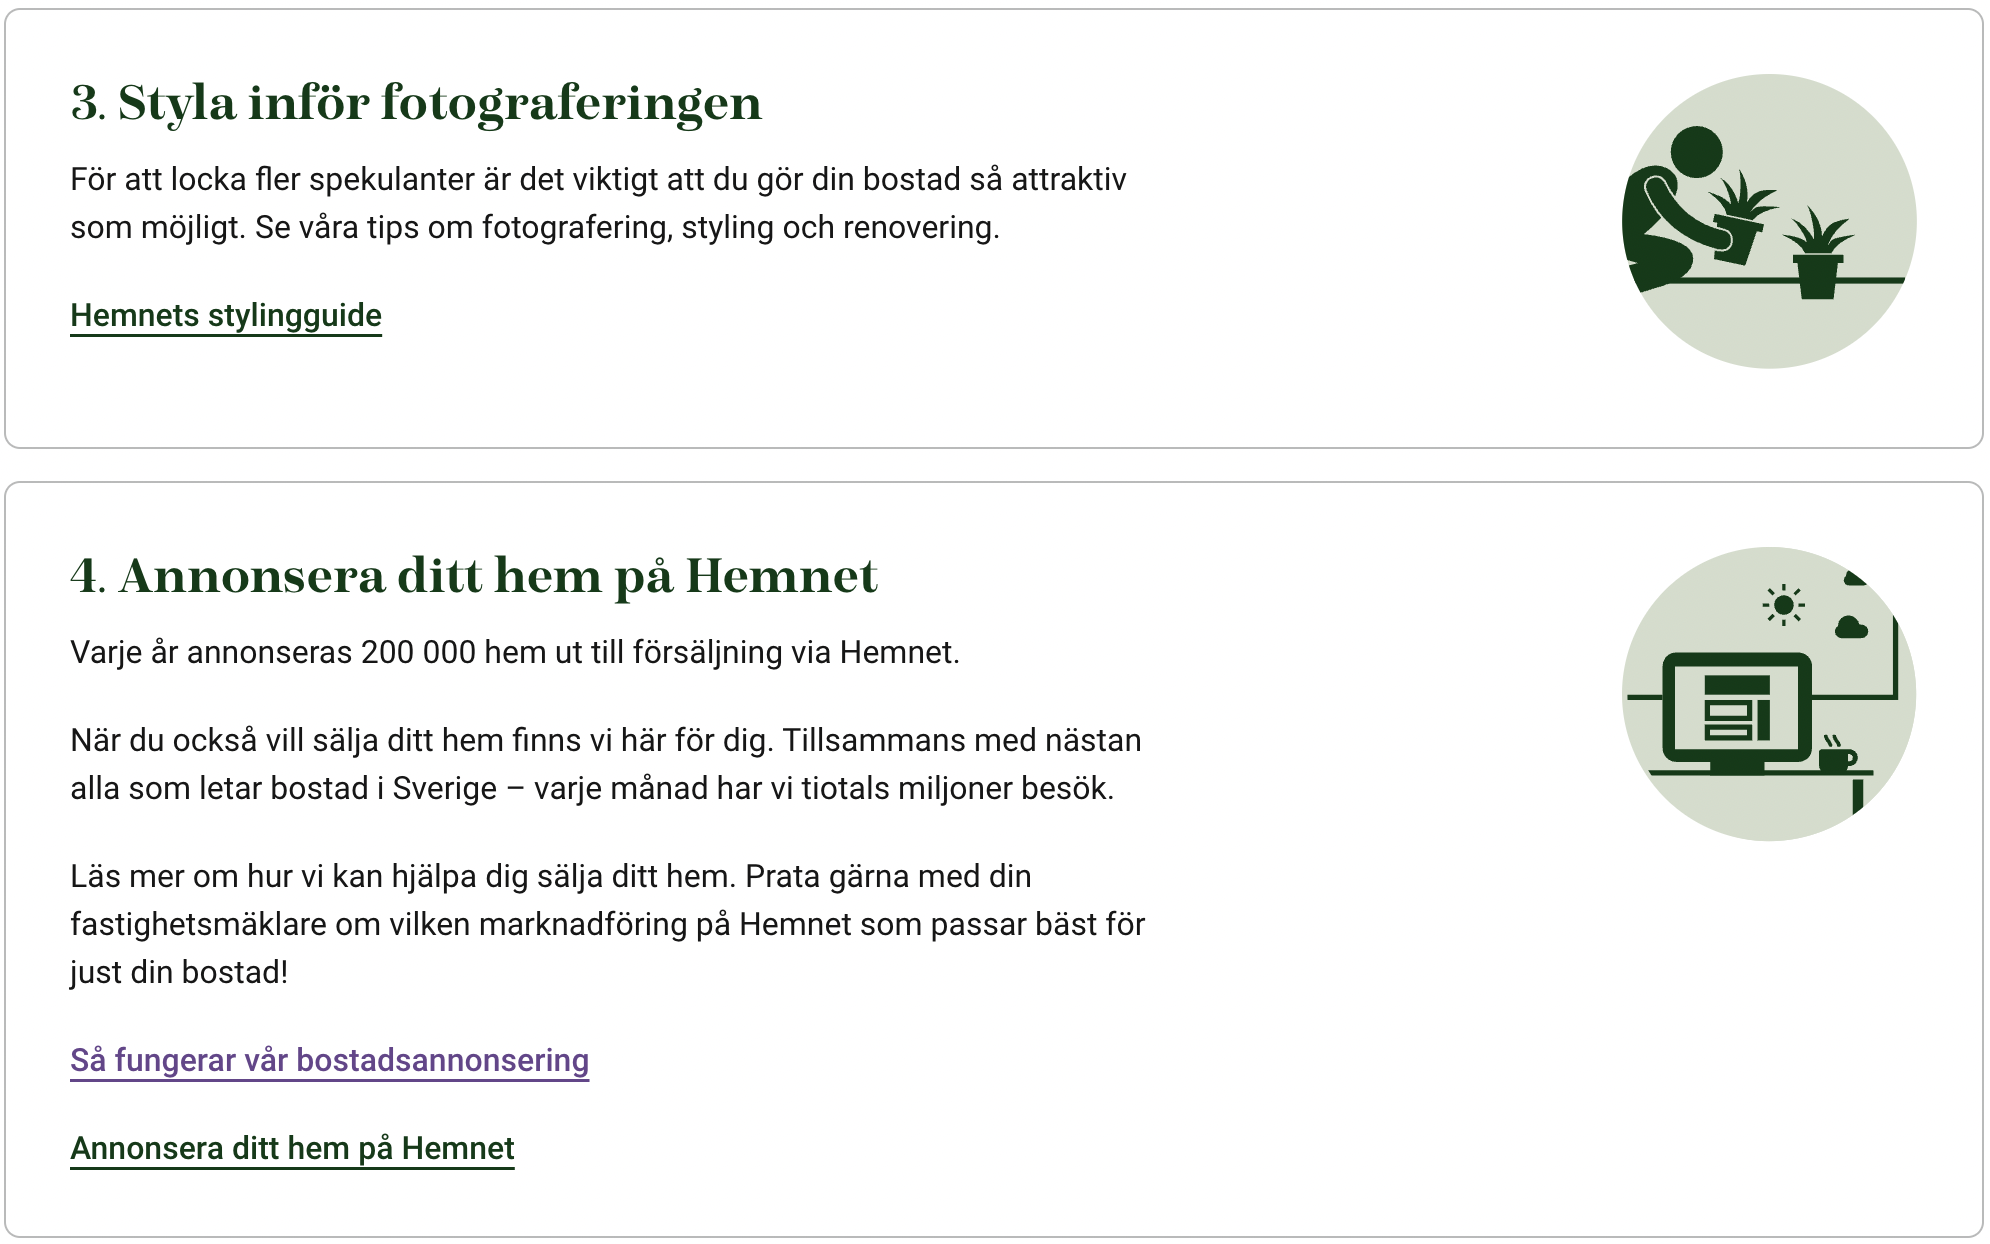 3. Styla inför fotograferingen
För att locka fler spekulanter är det viktigt att du gör din bostad så attraktiv
som möjligt. Se våra tips om fotografering, styling och renovering.
Hemnets stylingguide
4. Annonsera ditt hem på Hemnet
Varje år annonseras 200 000 hem ut till försäljning via Hemnet.
När du också vill sälja ditt hem finns vi här för dig. Tillsammans med nästan
alla som letar bostad i Sverige – varje månad har vi tiotals miljoner besök.
Läs mer om hur vi kan hjälpa dig sälja ditt hem. Prata gärna med din
fastighetsmäklare om vilken marknadföring på Hemnet som passar bäst för
just din bostad!
Så fungerar vår bostadsannonsering
Annonsera ditt hem på Hemnet